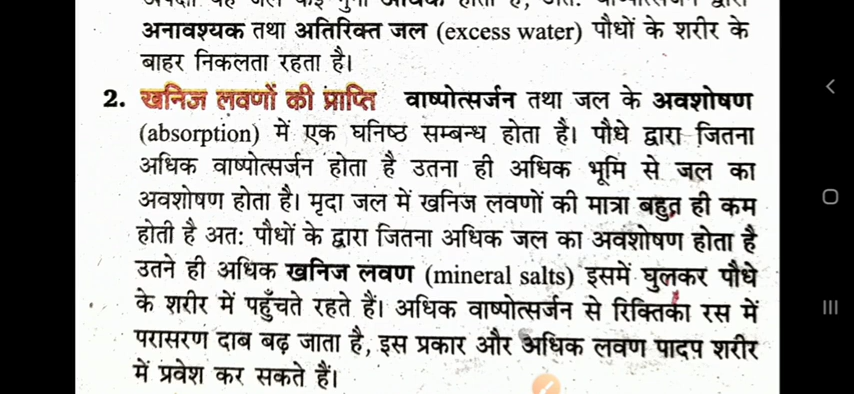 अनावश्यक तथा अतिरिक्त जल (excess water) पौधों के शरीर के
बाहर निकलता रहता है।
2. खनिज लवणों की प्राप्ति वाष्पोत्सर्जन तथा जल के अवशोषण
(absorption) में एक घनिष्ठ सम्बन्ध होता है। पौधे द्वारा जितना
अधिक वाष्पोत्सर्जन होता है उतना ही अधिक भूमि से जल का
अवशोषण होता है। मृदा जल में खनिज लवणों की मात्रा बहुत ही कम
होती है अत: पौधों के द्वारा जितना अधिक जल का अवशोषण होता है
उतने ही अधिक खनिज लवण (mineral salts) इसमें घुलकर पौधे
के शरीर में पहुँचते रहते हैं। अधिक वाष्पोत्सर्जन से रिक्तिका रस में
परासरण दाब बढ़ जाता है, इस प्रकार और अधिक लवण पादप शरीर
में प्रवेश कर सकते हैं।